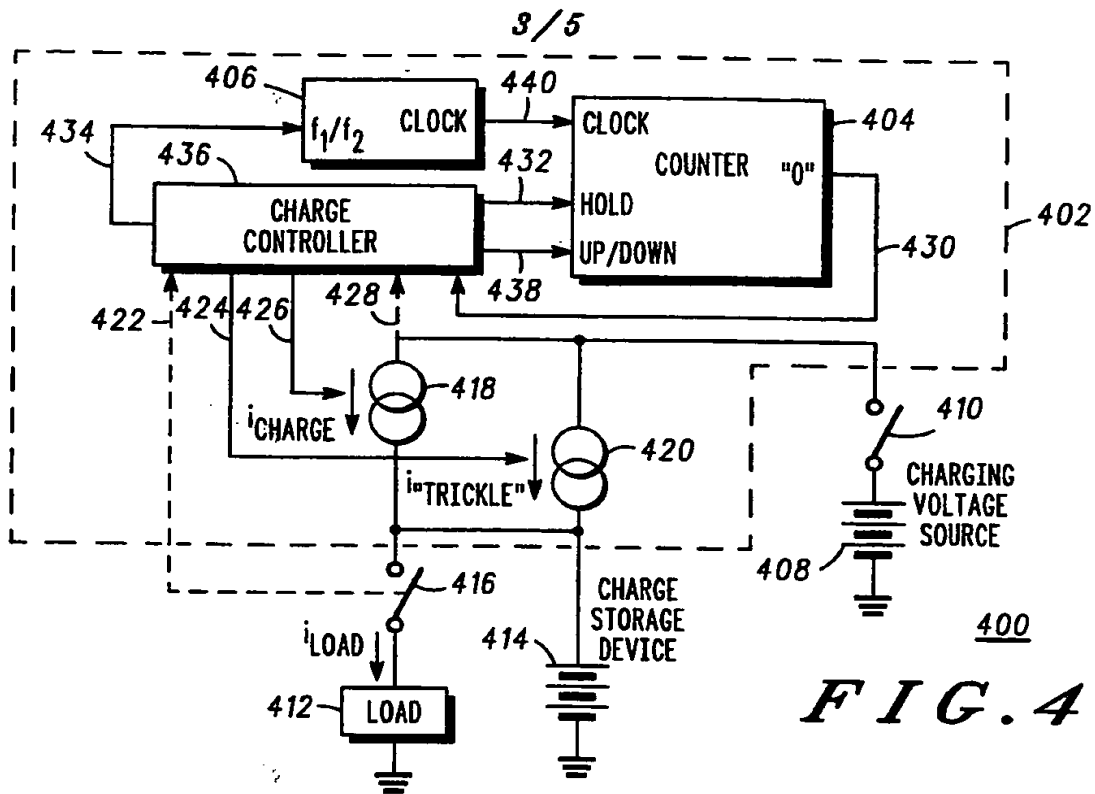 3/5
406
440
434
f1/f2
CLOCK
CLOCK
404
436
432
COUNTER
"0"
CHARGE
CONTROLLER
HOLD
402
UP/DOWN
430
438
422
424
426
428
418
iCHARGE
410
420
i"TRICKLE"
CHARGING
VOLTAGE
SOURCE
408
416
CHARGE
STORAGE
DEVICE
iLOAD
414
400
412
LOAD
FIG.4